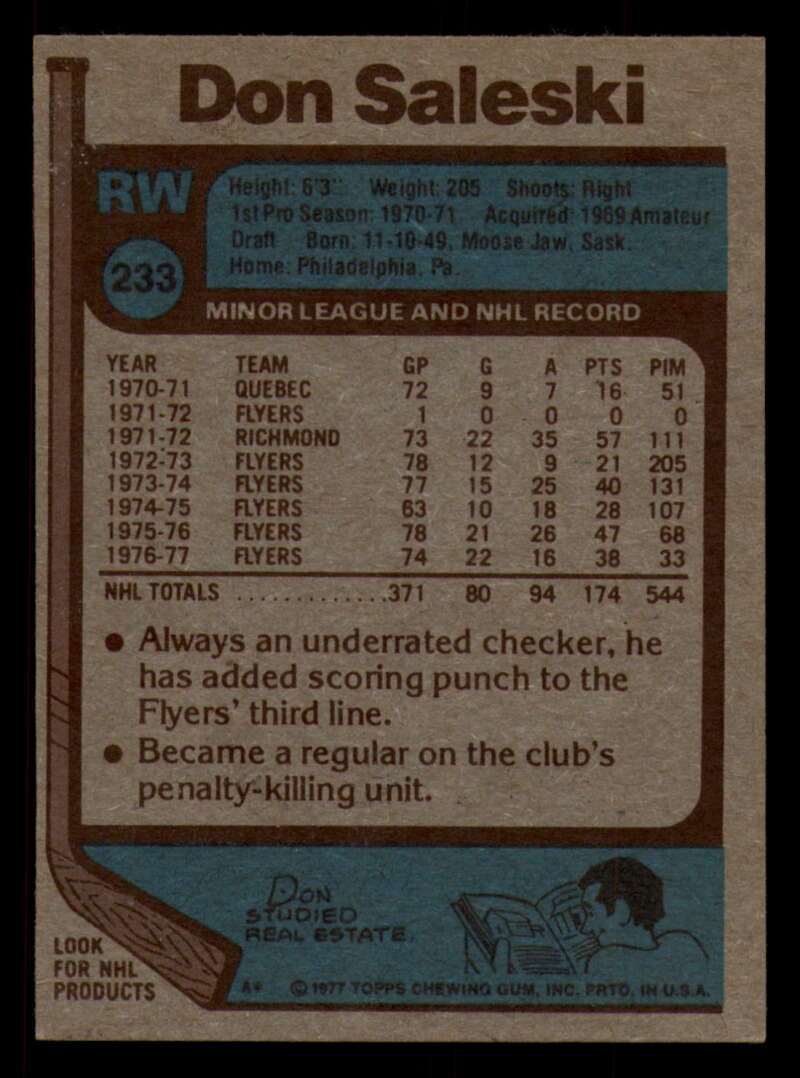 Don Saleski
RW
Height: 6'3" Weight: 205 Shoots: Right
1st Pro Season: 1970-71 Acquired: 1969 Amateur
Draft Born: 11-10-49, Moose Jaw, Sask.
Home: Philadelphia, Pa.
233
MINOR LEAGUE AND NHL RECORD
YEAR TEAM GP G A PTS PIM
1970-71 QUEBEC 72 9 7 16 51
1971-72 FLYERS 1 0 0 0 0
1971-72 RICHMOND 73 22 35 57 111
1972-73 FLYERS 78 12 9 21 205
1973-74 FLYERS 77 15 25 40 131
1974-75 FLYERS 63 10 18 28 107
1975-76 FLYERS 78 21 26 47 68
1976-77 FLYERS 74 22 16 38 33
NHL TOTALS .............371 80 94 174 544
● Always an underrated checker, he
has added scoring punch to the
Flyers' third line.
● Became a regular on the club's
penalty-killing unit.
DON
STUDIED
REAL ESTATE.
LOOK
FOR NHL
PRODUCTS
A* © 1977 TOPPS CHEWING GUM, INC. PRTD. IN U.S.A.